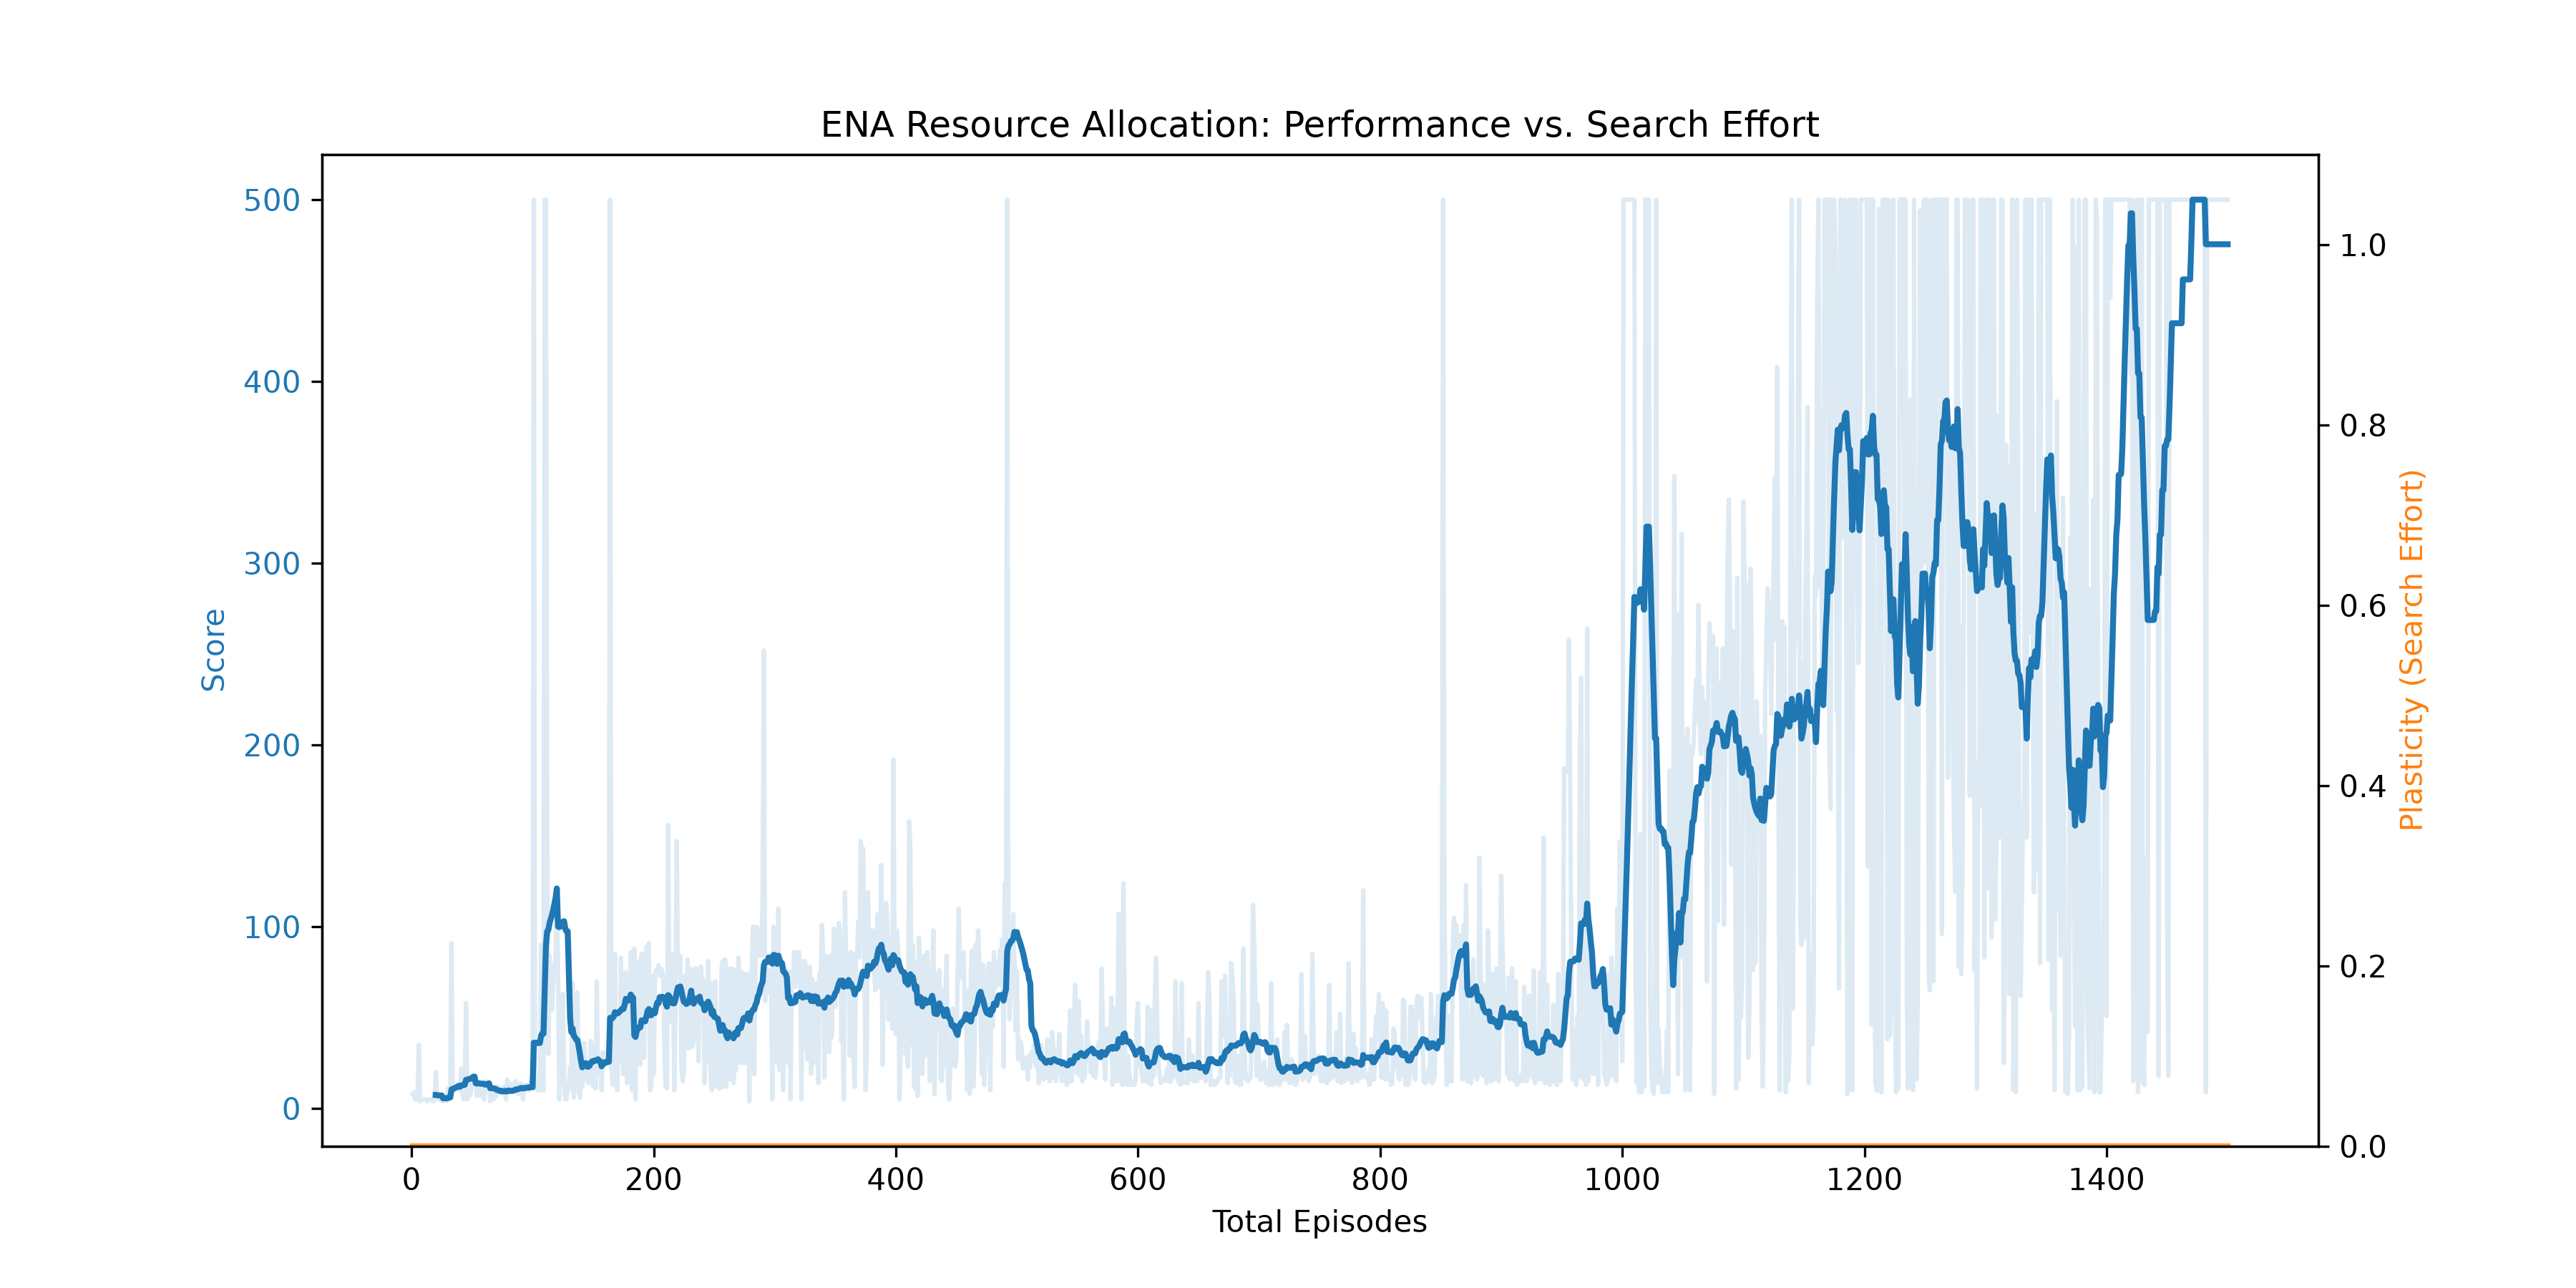 ENA Resource Allocation: Performance vs. Search Effort
500
400
300
200
100
0
Score
1.0
0.8
0.6
0.4
0.2
0.0
Plasticity (Search Effort)
0 200 400 600 800 1000 1200 1400
Total Episodes